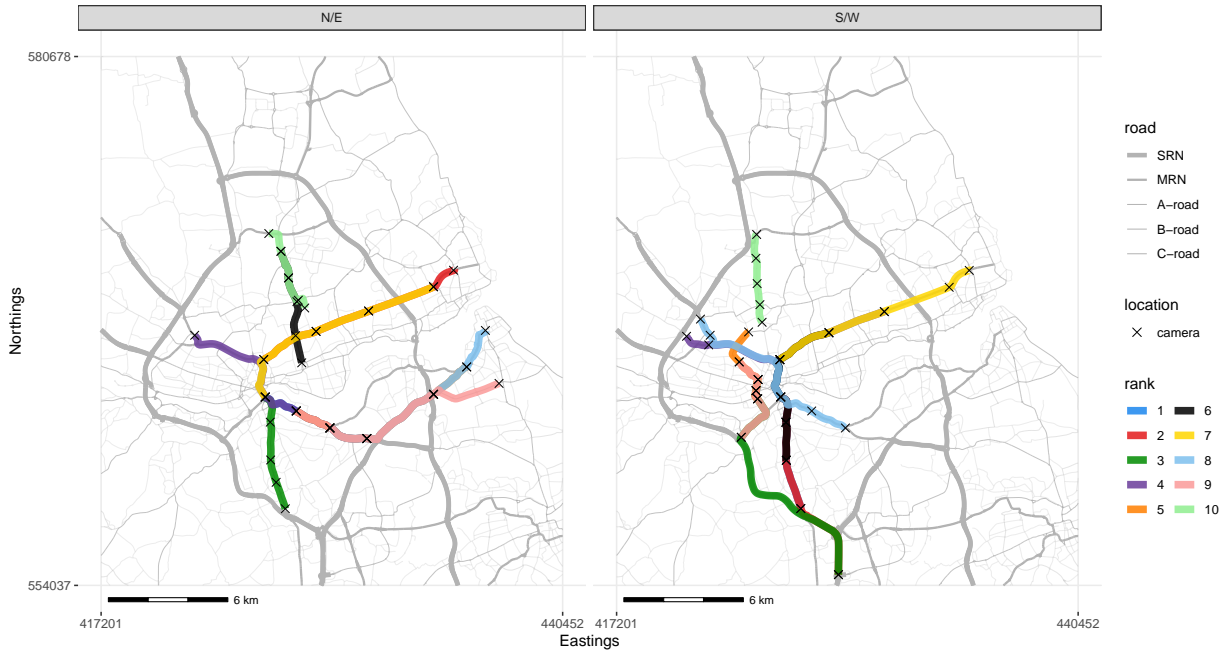 N/E
S/W
580678
554037
Northings
6 km
6 km
417201
440452
417201
440452
Eastings
road
SRN
MRN
A−road
B−road
C−road
location
camera
rank
1
6
2
7
3
8
4
9
5
10